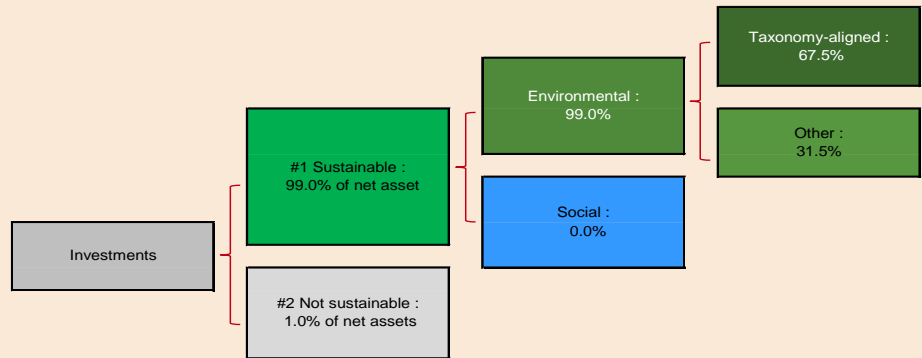 Taxonomy-aligned :
67.5%
Environmental :
99.0%
Other :
31.5%
#1 Sustainable :
99.0% of net asset
Social :
0.0%
Investments
#2 Not sustainable :
1.0% of net assets